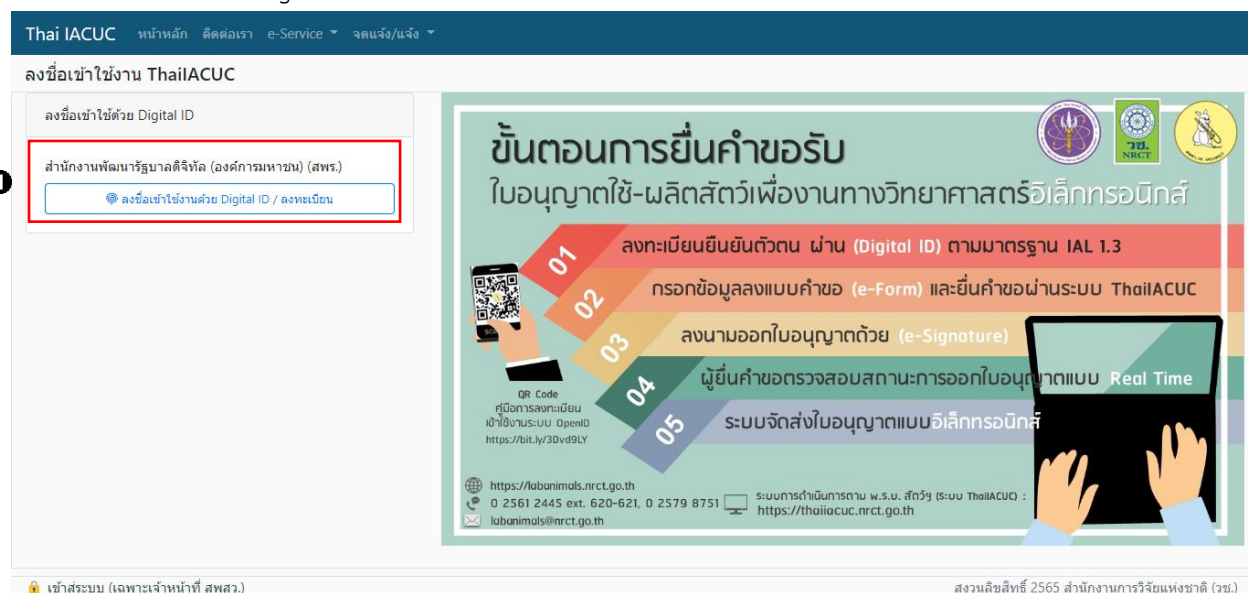 Thai IACUC หน้าหลัก ติดต่อเรา e-Service จดแจ้ง/แจ้ง
ลงชื่อเข้าใช้งาน ThaiIACUC
ลงชื่อเข้าใช้ด้วย Digital ID
สำนักงานพัฒนารัฐบาลดิจิทัล (องค์การมหาชน) (สพร.)
ลงชื่อเข้าใช้งานด้วย Digital ID / ลงทะเบียน
1
วช.
NRCT
ขั้นตอนการยื่นคำขอรับ
ใบอนุญาตใช้-ผลิตสัตว์เพื่องานทางวิทยาศาสตร์อิเล็กทรอนิกส์
01 ลงทะเบียนยืนยันตัวตน ผ่าน (Digital ID) ตามมาตรฐาน IAL 1.3
02 กรอกข้อมูลลงแบบคำขอ (e-Form) และยื่นคำขอผ่านระบบ ThaiIACUC
03 ลงนามออกใบอนุญาตด้วย (e-Signature)
04 ผู้ยื่นคำขอตรวจสอบสถานะการออกใบอนุญาตแบบ Real Time
05 ระบบจัดส่งใบอนุญาตแบบอิเล็กทรอนิกส์
QR Code
คู่มือการลงทะเบียน
เข้าใช้งานระบบ OpenID
https://bit.ly/3Dvd9LY
https://labanimals.nrct.go.th
0 2561 2445 ext. 620-621, 0 2579 8751
labanimals@nrct.go.th
ระบบการดำเนินการตาม พ.ร.บ. สัตว์ฯ (ระบบ ThaiIACUC) :
https://thaiiacuc.nrct.go.th
เข้าสู่ระบบ (เฉพาะเจ้าหน้าที่ สพสว.)
สงวนลิขสิทธิ์ 2565 สำนักงานการวิจัยแห่งชาติ (วช.)